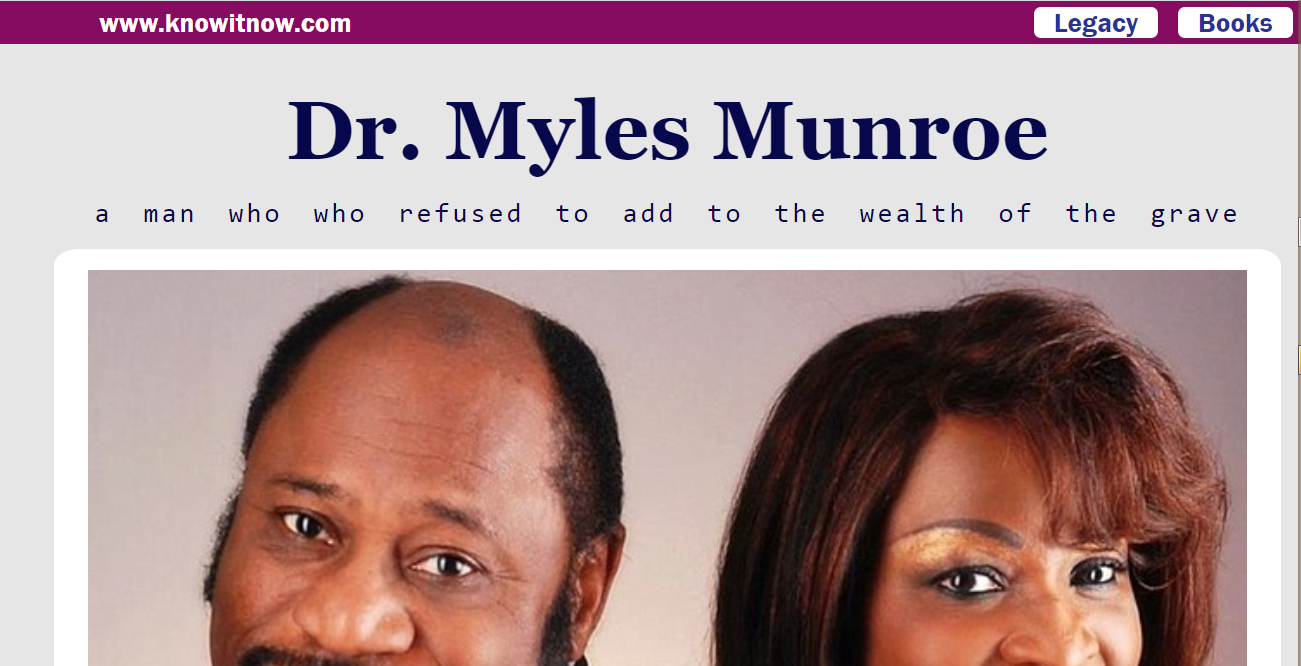 www.knowitnow.com Legacy Books
Dr. Myles Munroe
a man who who refused to add to the wealth of the grave